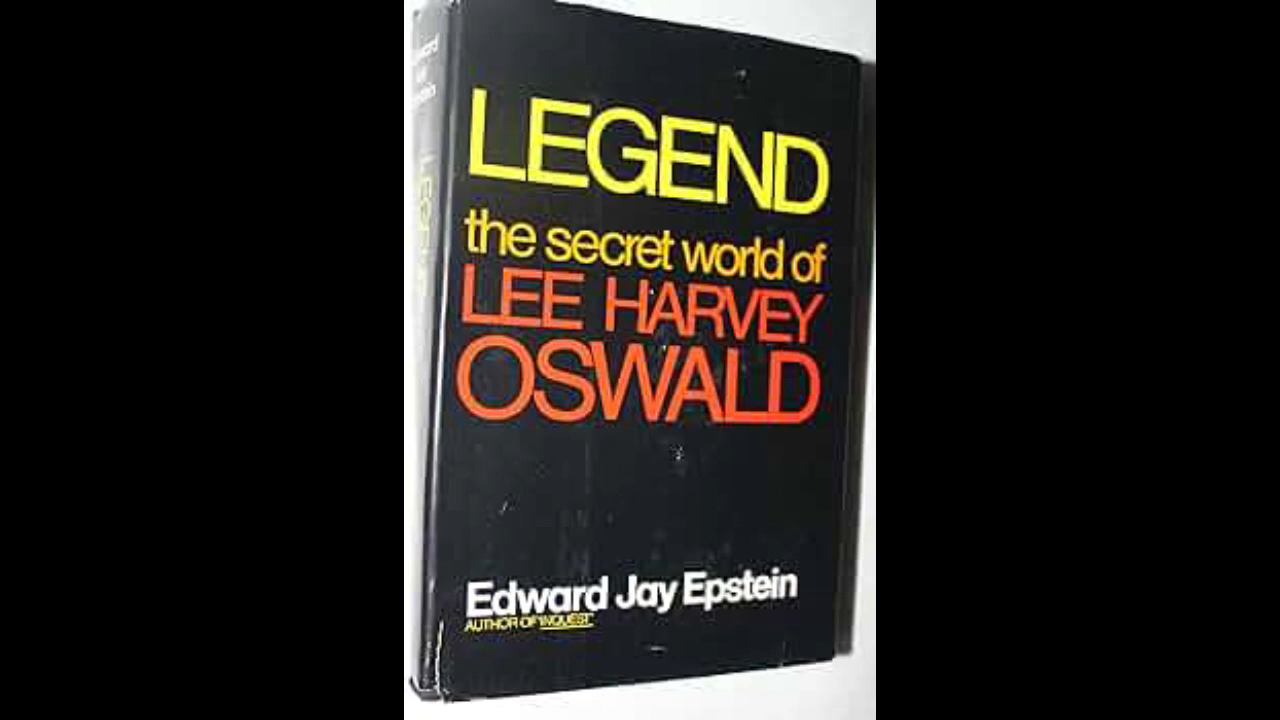 LEGEND
the secret world of
LEE HARVEY
OSWALD
Edward Jay Epstein
AUTHOR OF INQUEST